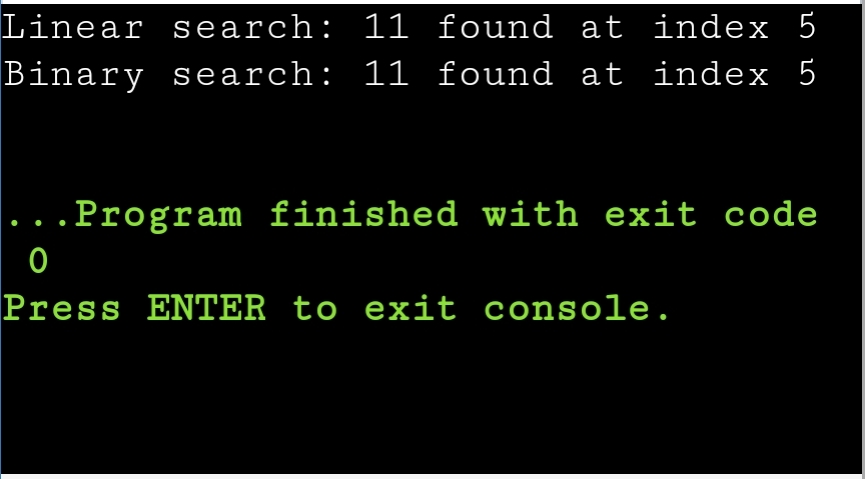 Linear search: 11 found at index 5
Binary search: 11 found at index 5
...Program finished with exit code
0
Press ENTER to exit console.